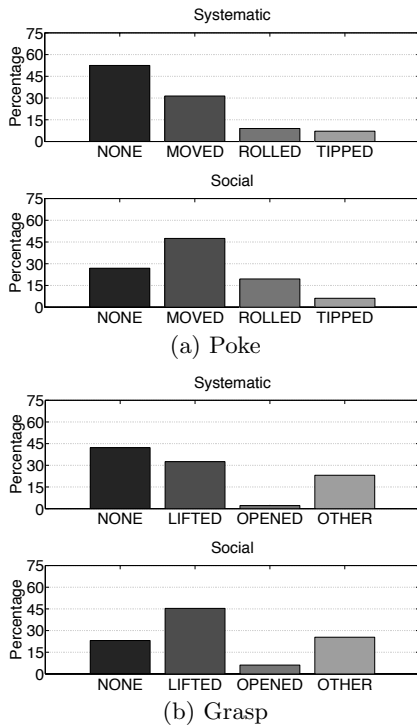 Systematic
Percentage
75
60
45
30
15
0
NONE MOVED ROLLED TIPPED
Social
Percentage
75
60
45
30
15
0
NONE MOVED ROLLED TIPPED
(a) Poke
Systematic
Percentage
75
60
45
30
15
0
NONE LIFTED OPENED OTHER
Social
Percentage
75
60
45
30
15
0
NONE LIFTED OPENED OTHER
(b) Grasp